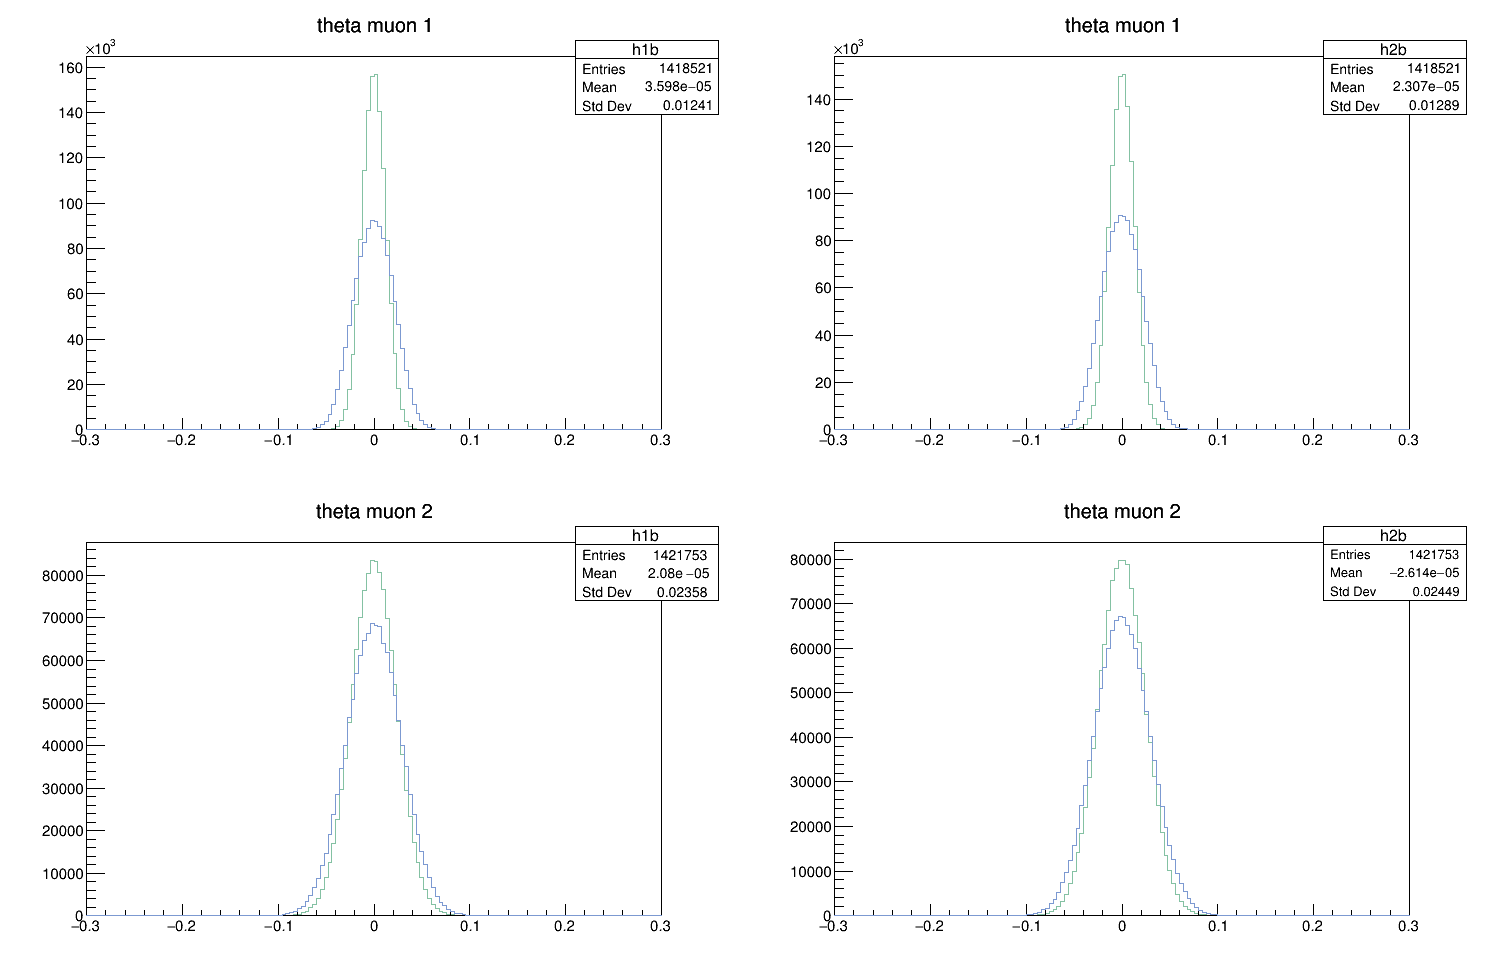 theta muon 1
×10³
h1b
Entries 1418521
Mean 3.598e−05
Std Dev 0.01241
160
140
120
100
80
60
40
20
0
−0.3 −0.2 −0.1 0 0.1 0.2 0.3
theta muon 1
×10³
h2b
Entries 1418521
Mean 2.307e−05
Std Dev 0.01289
140
120
100
80
60
40
20
0
−0.3 −0.2 −0.1 0 0.1 0.2 0.3
theta muon 2
h1b
Entries 1421753
Mean 2.08e−05
Std Dev 0.02358
80000
70000
60000
50000
40000
30000
20000
10000
0
−0.3 −0.2 −0.1 0 0.1 0.2 0.3
theta muon 2
h2b
Entries 1421753
Mean −2.614e−05
Std Dev 0.02449
80000
70000
60000
50000
40000
30000
20000
10000
0
−0.3 −0.2 −0.1 0 0.1 0.2 0.3